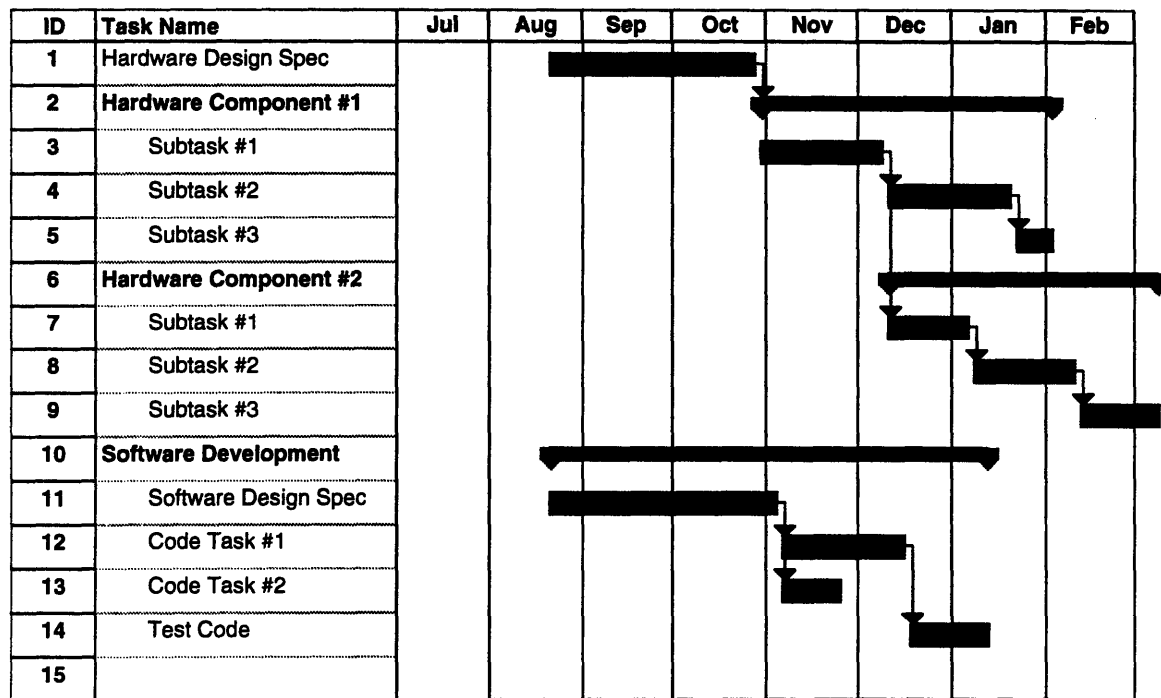 ID Task Name Jul Aug Sep Oct Nov Dec Jan Feb
1 Hardware Design Spec
2 Hardware Component #1
3 Subtask #1
4 Subtask #2
5 Subtask #3
6 Hardware Component #2
7 Subtask #1
8 Subtask #2
9 Subtask #3
10 Software Development
11 Software Design Spec
12 Code Task #1
13 Code Task #2
14 Test Code
15